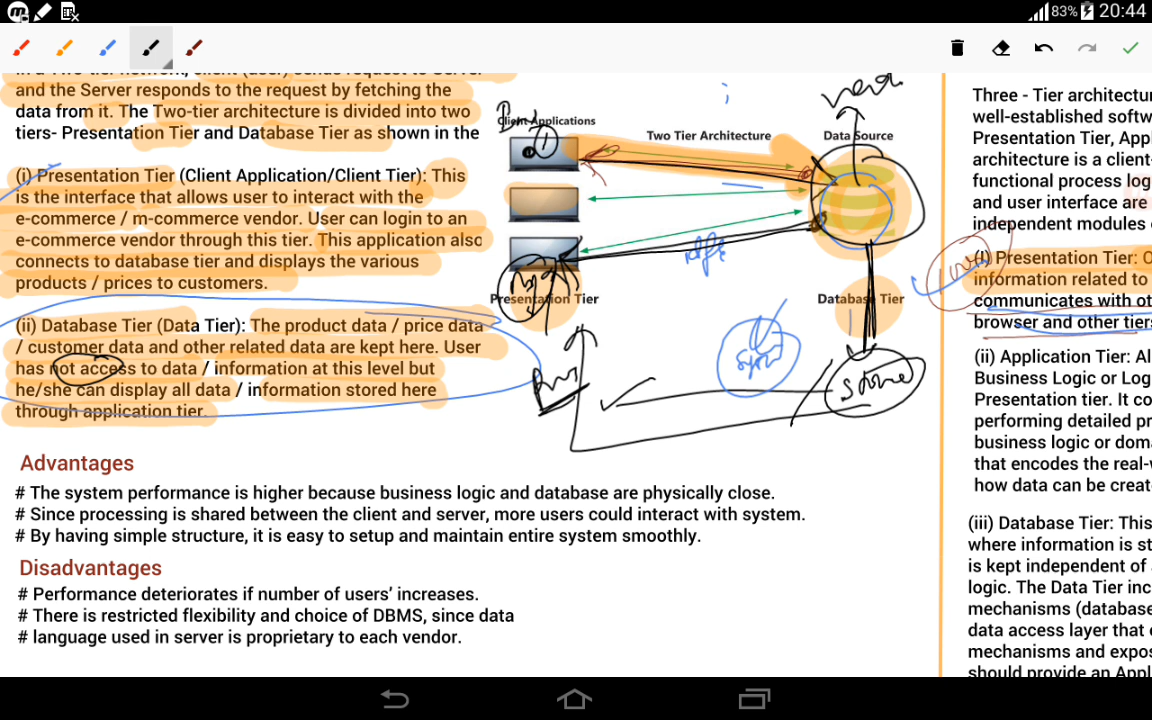 83% 20:44
in a Two tier network, client (user) sends request to Server
and the Server responds to the request by fetching the
data from it. The Two-tier architecture is divided into two
tiers- Presentation Tier and Database Tier as shown in the
(i) Presentation Tier (Client Application/Client Tier): This
is the interface that allows user to interact with the
e-commerce / m-commerce vendor. User can login to an
e-commerce vendor through this tier. This application also
connects to database tier and displays the various
products / prices to customers.
(ii) Database Tier (Data Tier): The product data / price data
/ customer data and other related data are kept here. User
has not access to data / information at this level but
he/she can display all data / information stored here
through application tier.
Client Applications
Two Tier Architecture
Data Source
Presentation Tier
Database Tier
store
Advantages
# The system performance is higher because business logic and database are physically close.
# Since processing is shared between the client and server, more users could interact with system.
# By having simple structure, it is easy to setup and maintain entire system smoothly.
Disadvantages
# Performance deteriorates if number of users' increases.
# There is restricted flexibility and choice of DBMS, since data
# language used in server is proprietary to each vendor.
Three - Tier architectur
well-established softw
Presentation Tier, Appl
architecture is a client-
functional process log
and user interface are
independent modules
(i) Presentation Tier: O
information related to
communicates with ot
browser and other tiers
(ii) Application Tier: Al
Business Logic or Log
Presentation tier. It co
performing detailed pr
business logic or dom
that encodes the real-
how data can be creat
(iii) Database Tier: This
where information is st
is kept independent of
logic. The Data Tier inc
mechanisms (database
data access layer that
mechanisms and expos
should provide an Appl